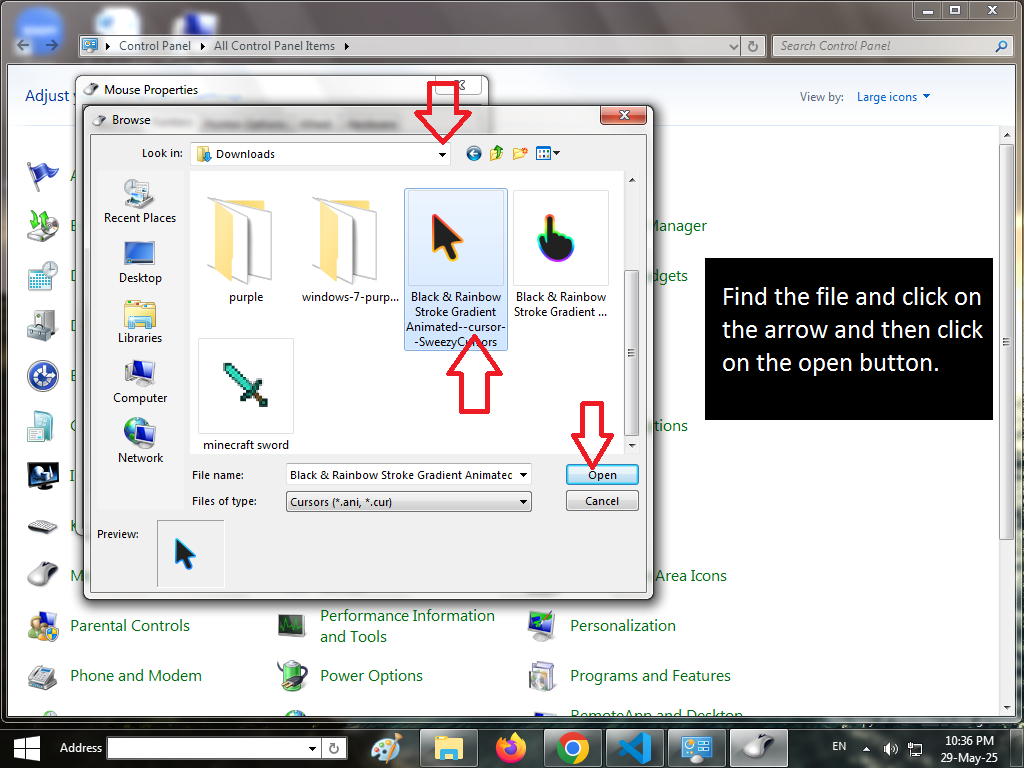 Control Panel
All Control Panel Items
Search Control Panel
Adjust
View by:
Large icons
Mouse Properties
Browse
Look in:
Downloads
Recent Places
Desktop
Libraries
Computer
Network
purple
windows-7-purp...
Black & Rainbow
Stroke Gradient
Animated--cursor-
-SweezyCursors
Black & Rainbow
Stroke Gradient ...
minecraft sword
File name:
Black & Rainbow Stroke Gradient Animatec
Open
Files of type:
Cursors (*.ani, *.cur)
Cancel
Preview:
Manager
dgets
tions
Area Icons
Find the file and click on
the arrow and then click
on the open button.
Parental Controls
Performance Information
and Tools
Personalization
Phone and Modem
Power Options
Programs and Features
RemoteApp and Desktop
Address
EN
10:36 PM
29-May-25